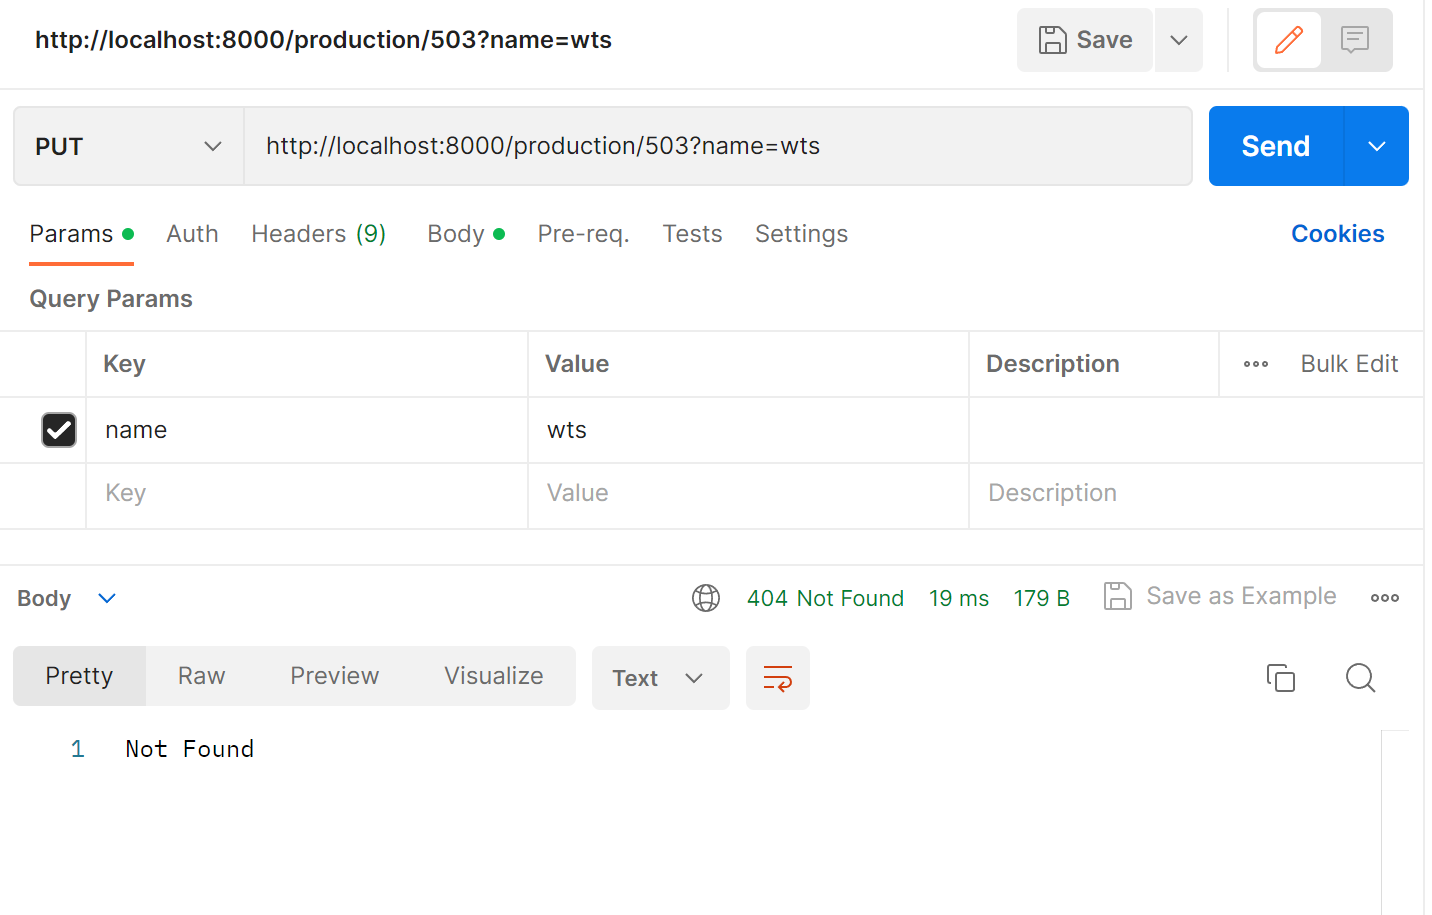 http://localhost:8000/production/503?name=wts Save
PUT http://localhost:8000/production/503?name=wts Send
Params Auth Headers (9) Body Pre-req. Tests Settings Cookies
Query Params
Key Value Description Bulk Edit
name wts
Key Value Description
Body 404 Not Found 19 ms 179 B Save as Example
Pretty Raw Preview Visualize Text
1 Not Found